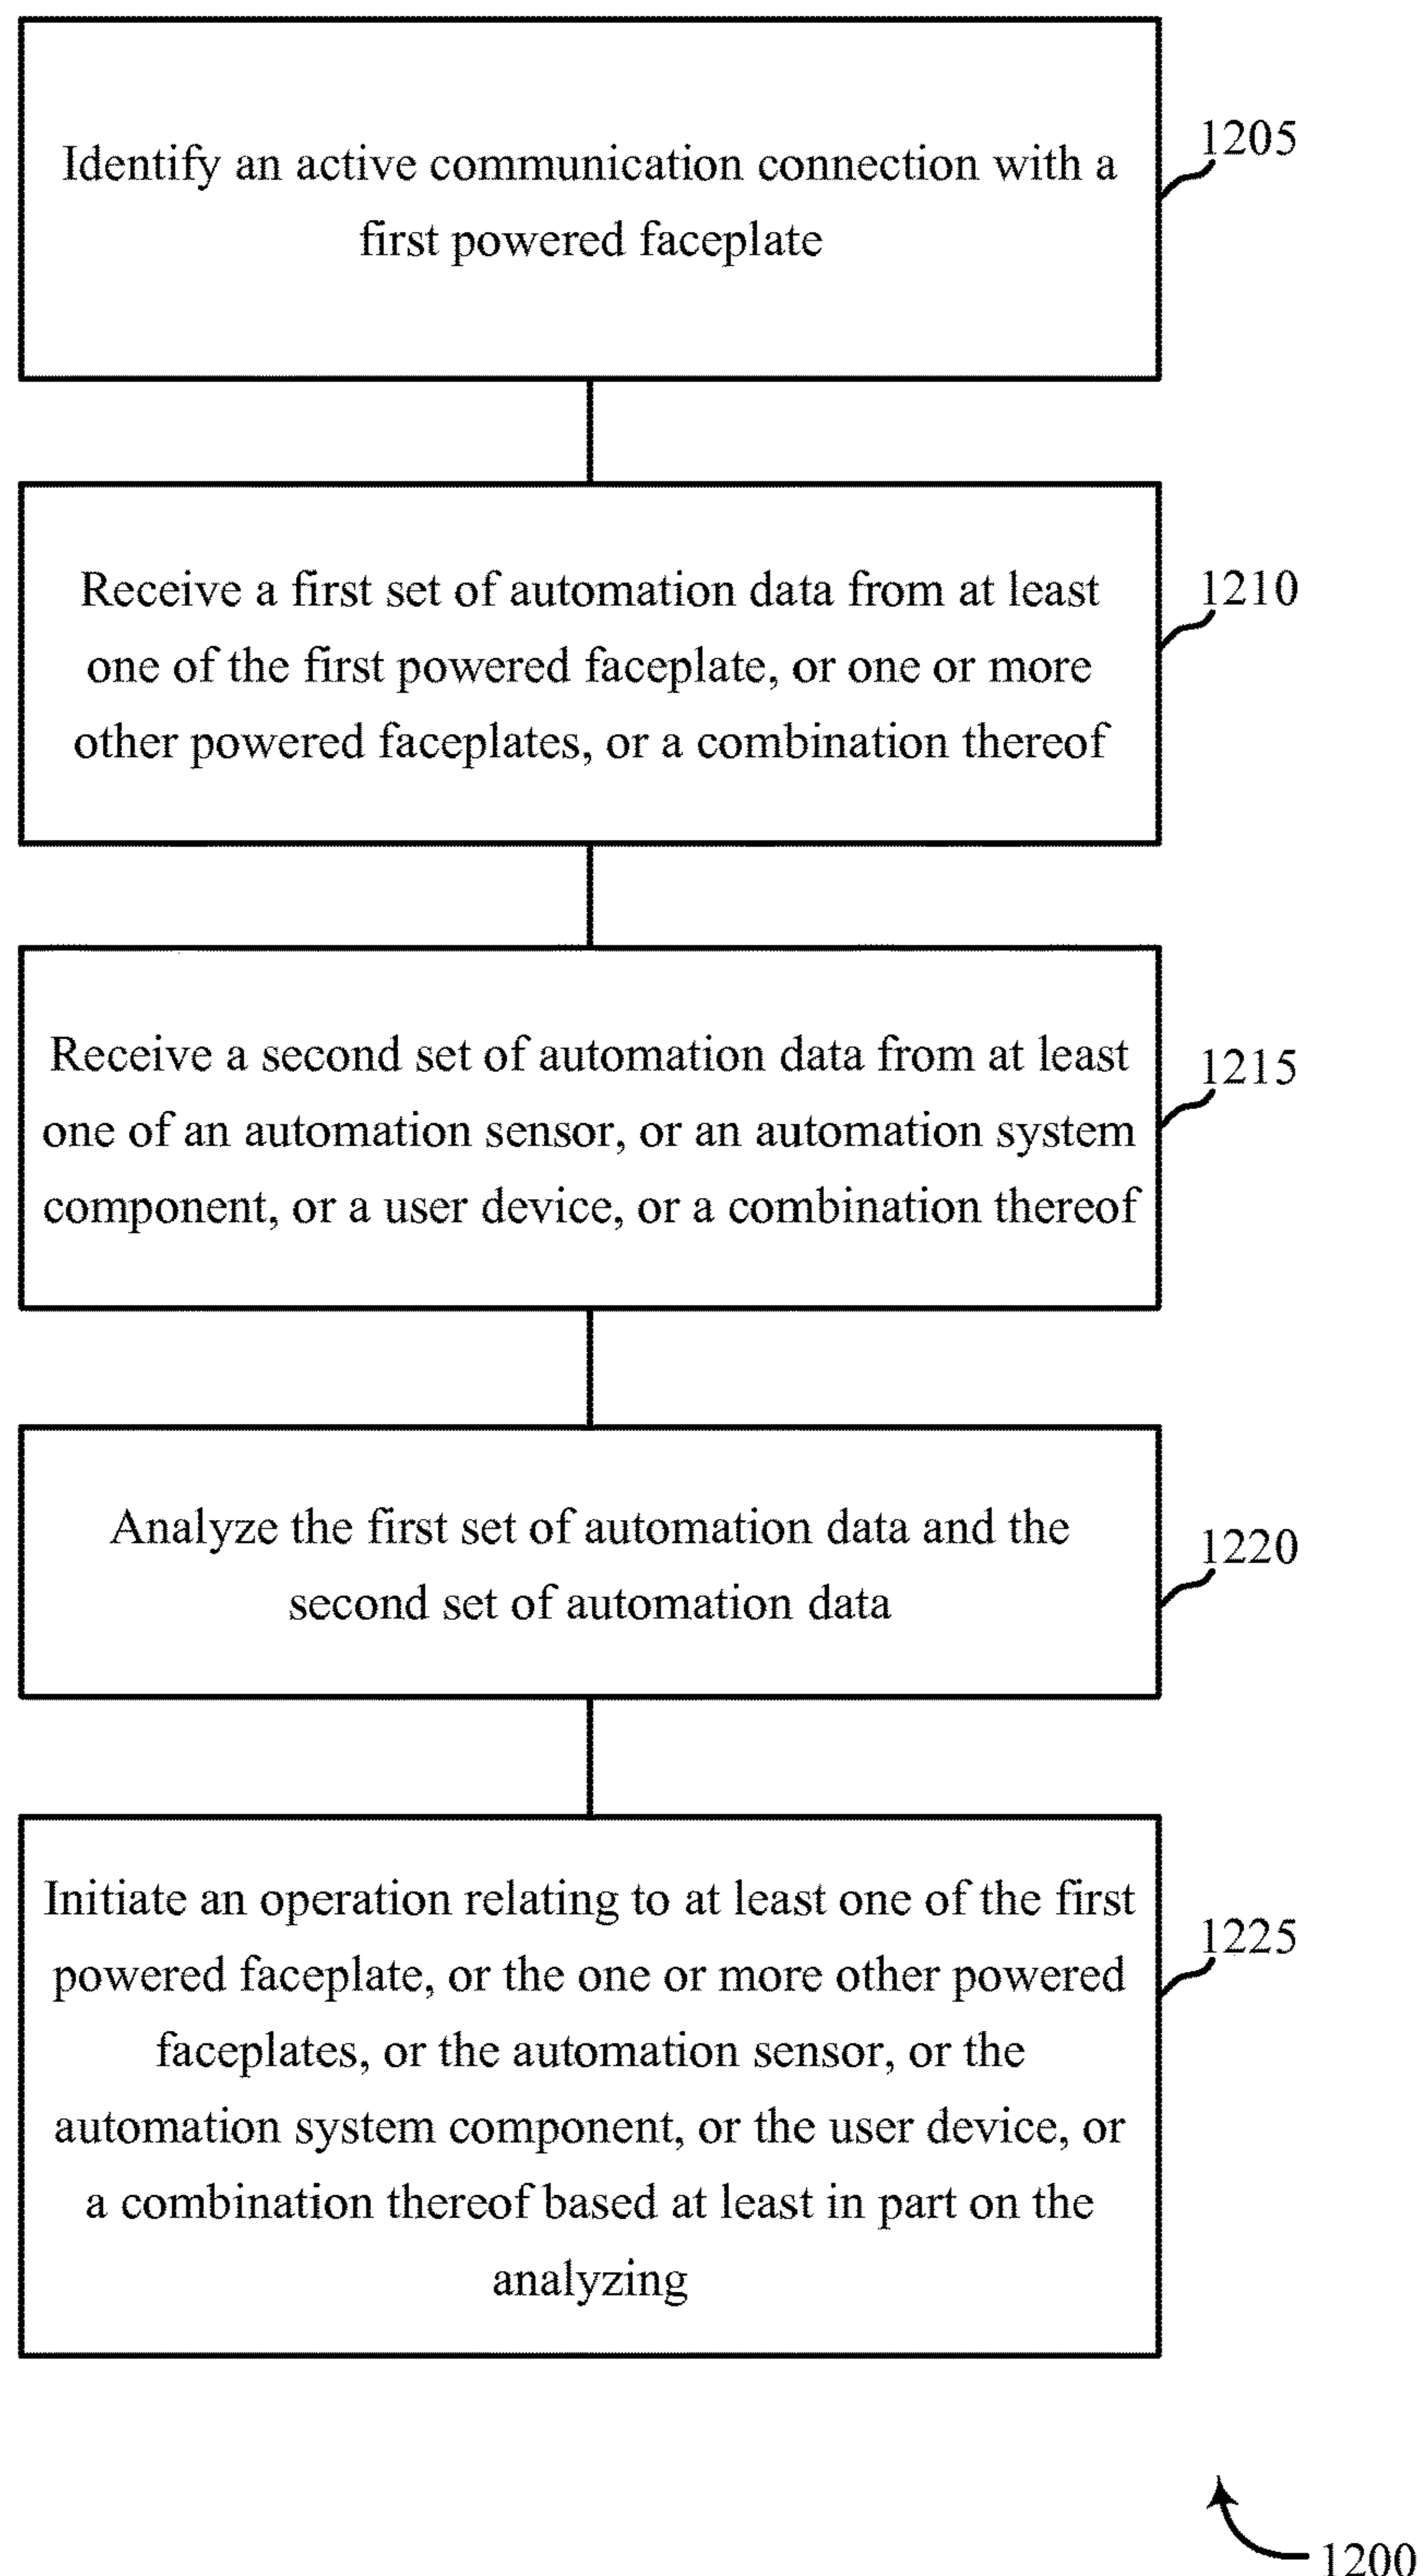 Identify an active communication connection with a
first powered faceplate
1205
Receive a first set of automation data from at least
one of the first powered faceplate, or one or more
other powered faceplates, or a combination thereof
1210
Receive a second set of automation data from at least
one of an automation sensor, or an automation system
component, or a user device, or a combination thereof
1215
Analyze the first set of automation data and the
second set of automation data
1220
Initiate an operation relating to at least one of the first
powered faceplate, or the one or more other powered
faceplates, or the automation sensor, or the
automation system component, or the user device, or
a combination thereof based at least in part on the
analyzing
1225
1200